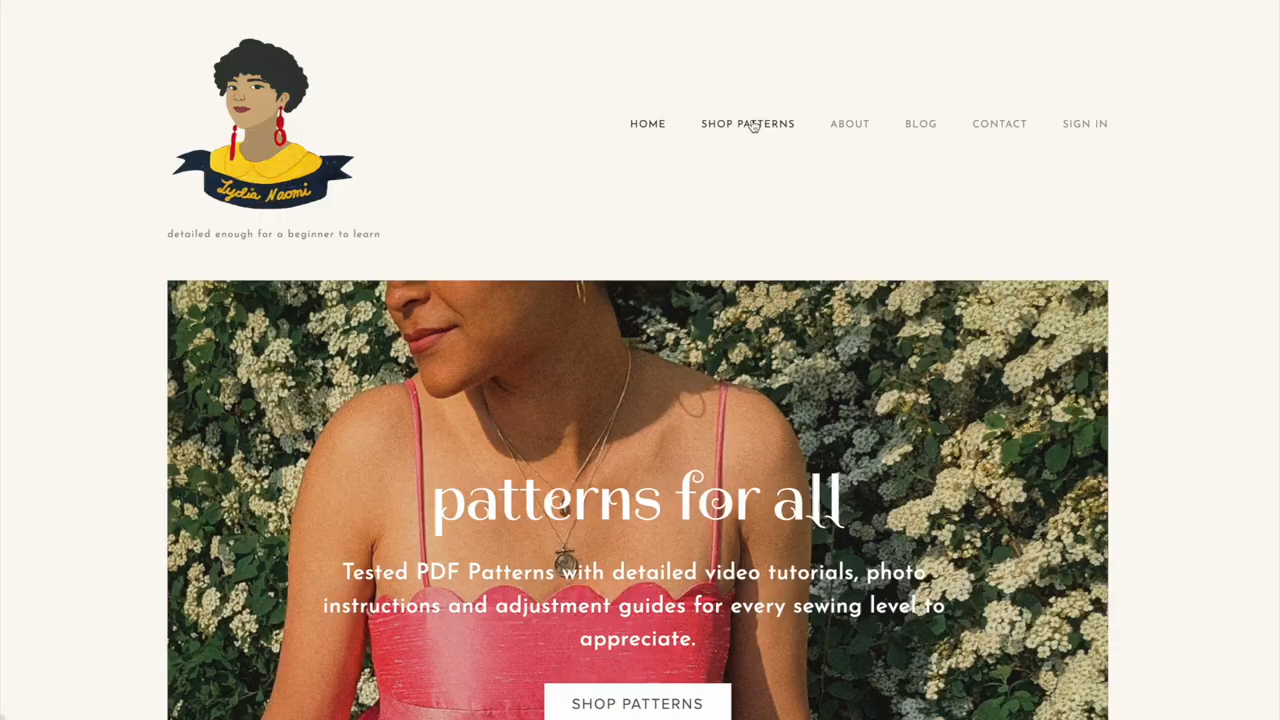 Lydia Naomi
detailed enough for a beginner to learn
HOME SHOP PATTERNS ABOUT BLOG CONTACT SIGN IN
patterns for all
Tested PDF Patterns with detailed video tutorials, photo
instructions and adjustment guides for every sewing level to
appreciate.
SHOP PATTERNS